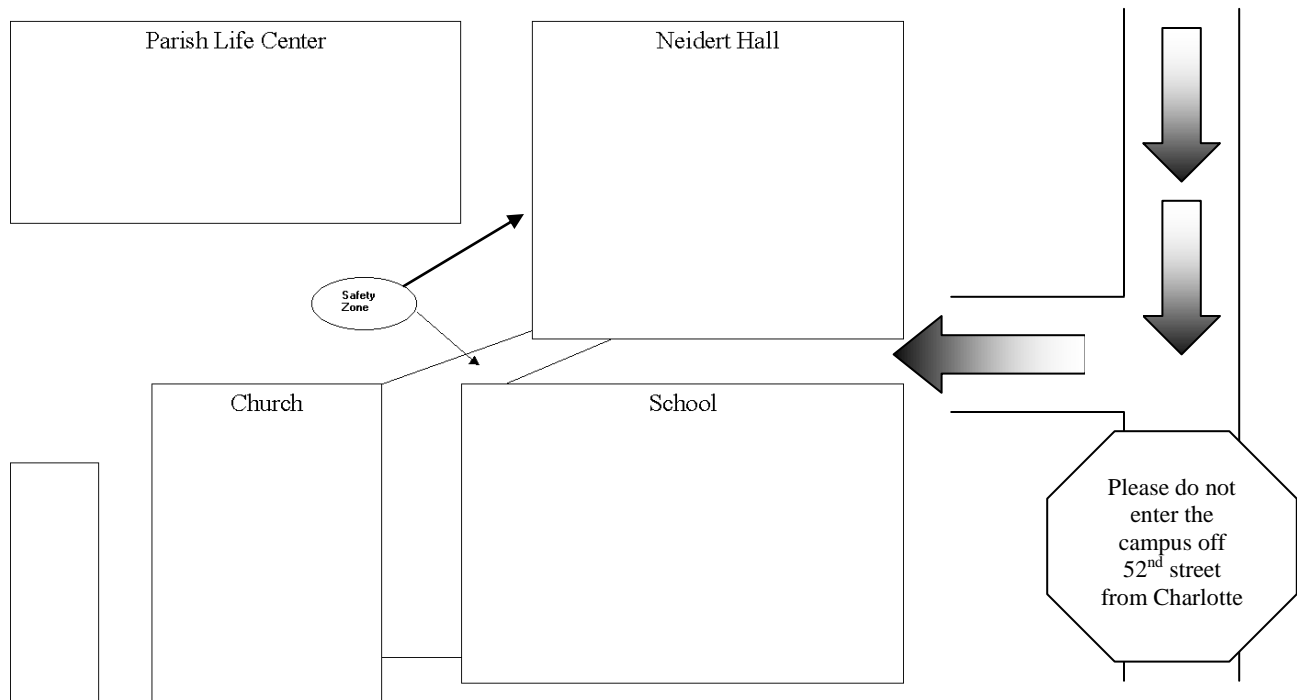 Parish Life Center
Neidert Hall
Safety
Zone
Church
School
Please do not
enter the
campus off
52nd street
from Charlotte